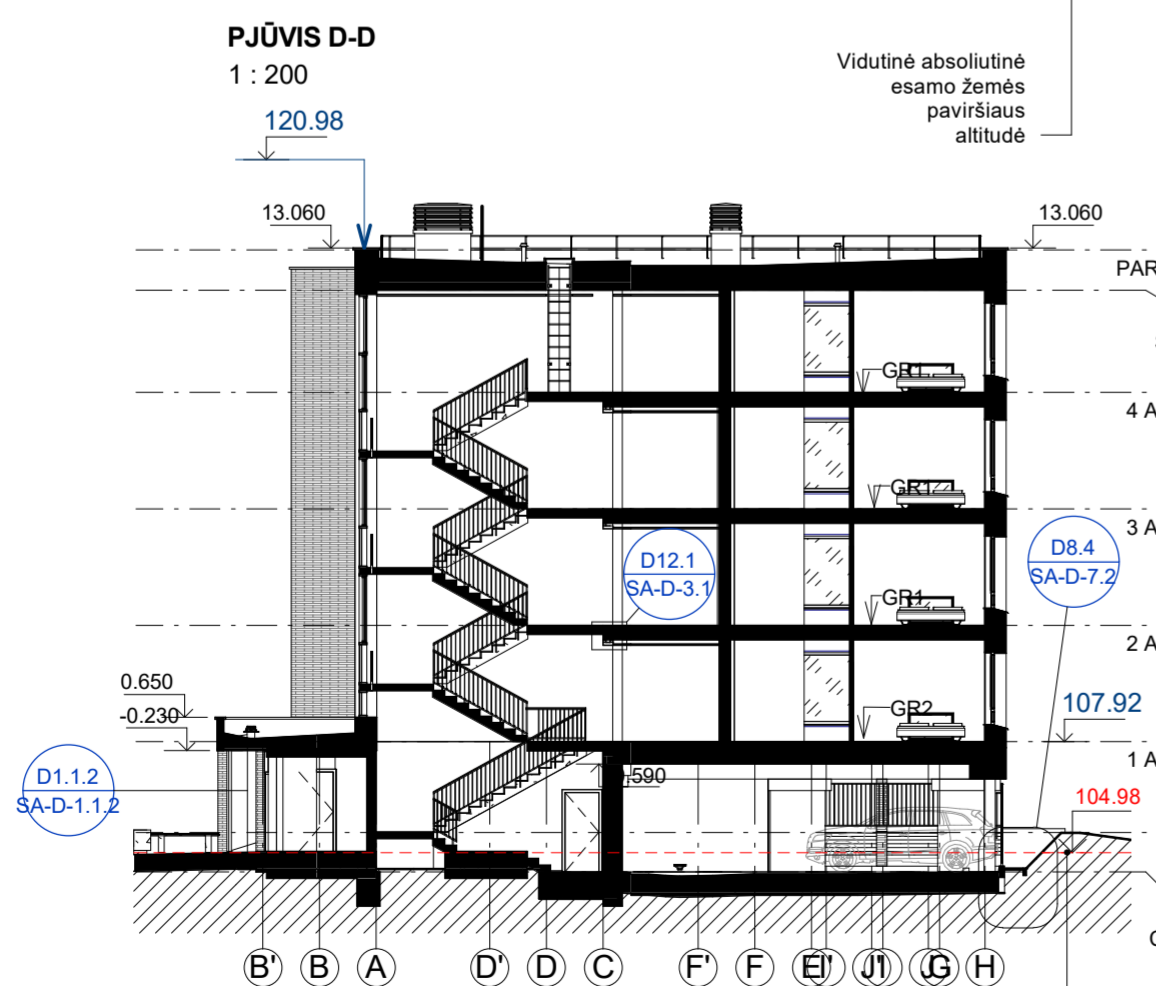 PJŪVIS D-D
1 : 200
Vidutinė absoliutinė
esamo žemės
paviršiaus
altitudė
120.98
13.060
13.060
PAR
GR1
4 A
GR1
3 A
D12.1
SA-D-3.1
D8.4
SA-D-7.2
GR1
2 A
0.650
-0.230
GR2
107.92
1 A
D1.1.2
SA-D-1.1.2
.590
104.98
B'
B
A
D'
D
C
F'
F
E
J
G
H